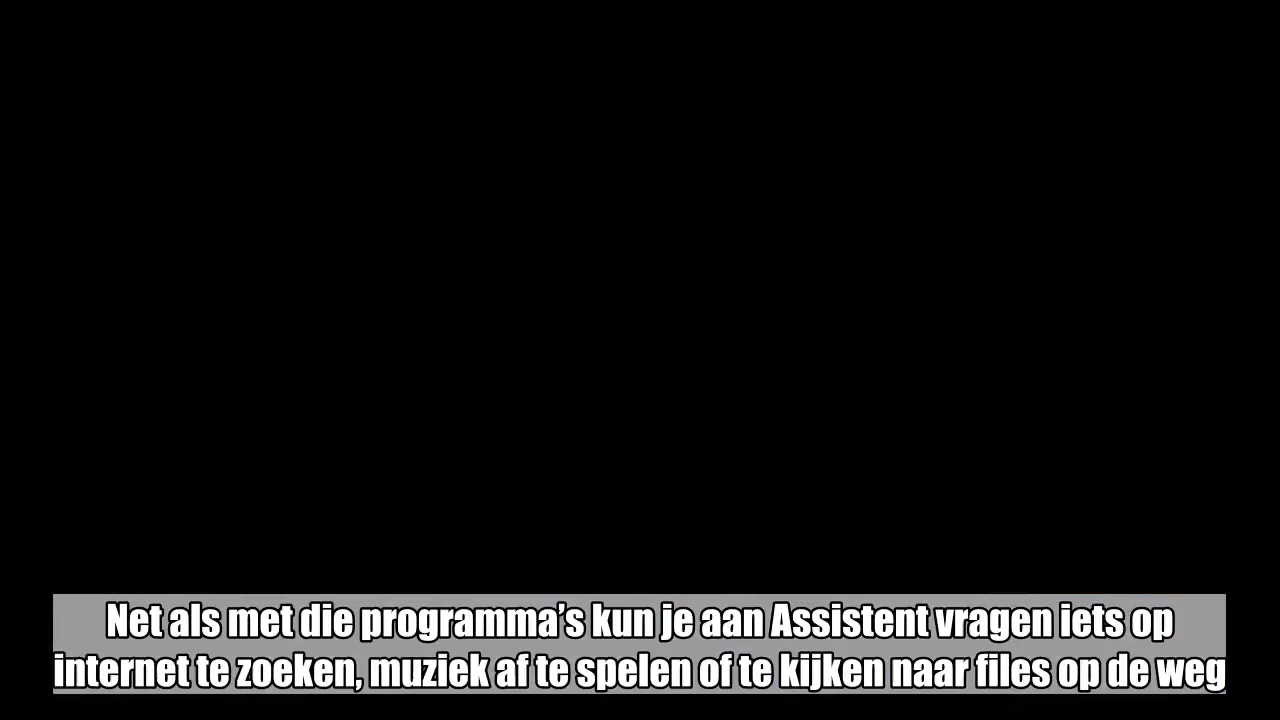 Net als met die programma’s kun je aan Assistent vragen iets op
internet te zoeken, muziek af te spelen of te kijken naar files op de weg